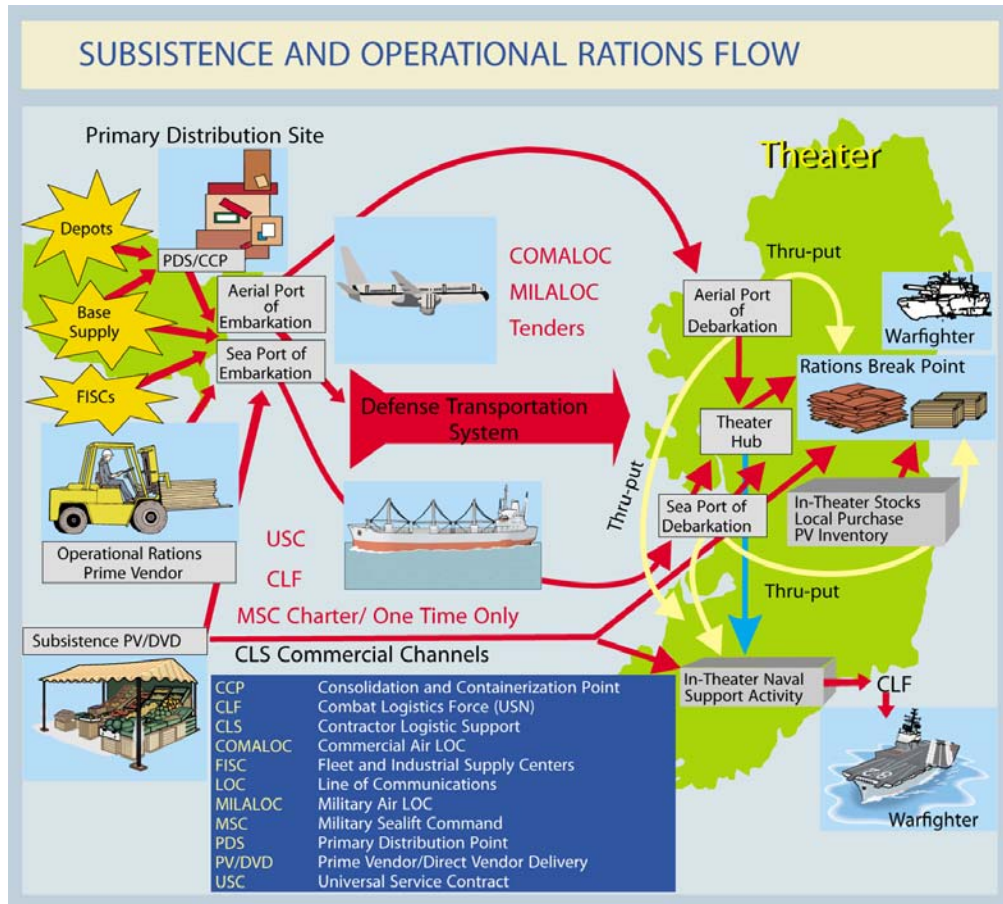 SUBSISTENCE AND OPERATIONAL RATIONS FLOW
Primary Distribution Site
Depots
PDS/CCP
Base
Supply
FISCs
Aerial Port
of
Embarkation
Sea Port of
Embarkation
Operational Rations
Prime Vendor
Subsistence PV/DVD
COMALOC
MILALOC
Tenders
Defense Transportation
System
USC
CLF
MSC Charter/ One Time Only
CLS Commercial Channels
Theater
Thru-put
Aerial Port
of
Debarkation
Warfighter
Rations Break Point
Theater
Hub
Thru-put
Sea Port of
Debarkation
In-Theater Stocks
Local Purchase
PV Inventory
Thru-put
In-Theater Naval
Support Activity
CLF
Warfighter
CCP Consolidation and Containerization Point
CLF Combat Logistics Force (USN)
CLS Contractor Logistic Support
COMALOC Commercial Air LOC
FISC Fleet and Industrial Supply Centers
LOC Line of Communications
MILALOC Military Air LOC
MSC Military Sealift Command
PDS Primary Distribution Point
PV/DVD Prime Vendor/Direct Vendor Delivery
USC Universal Service Contract